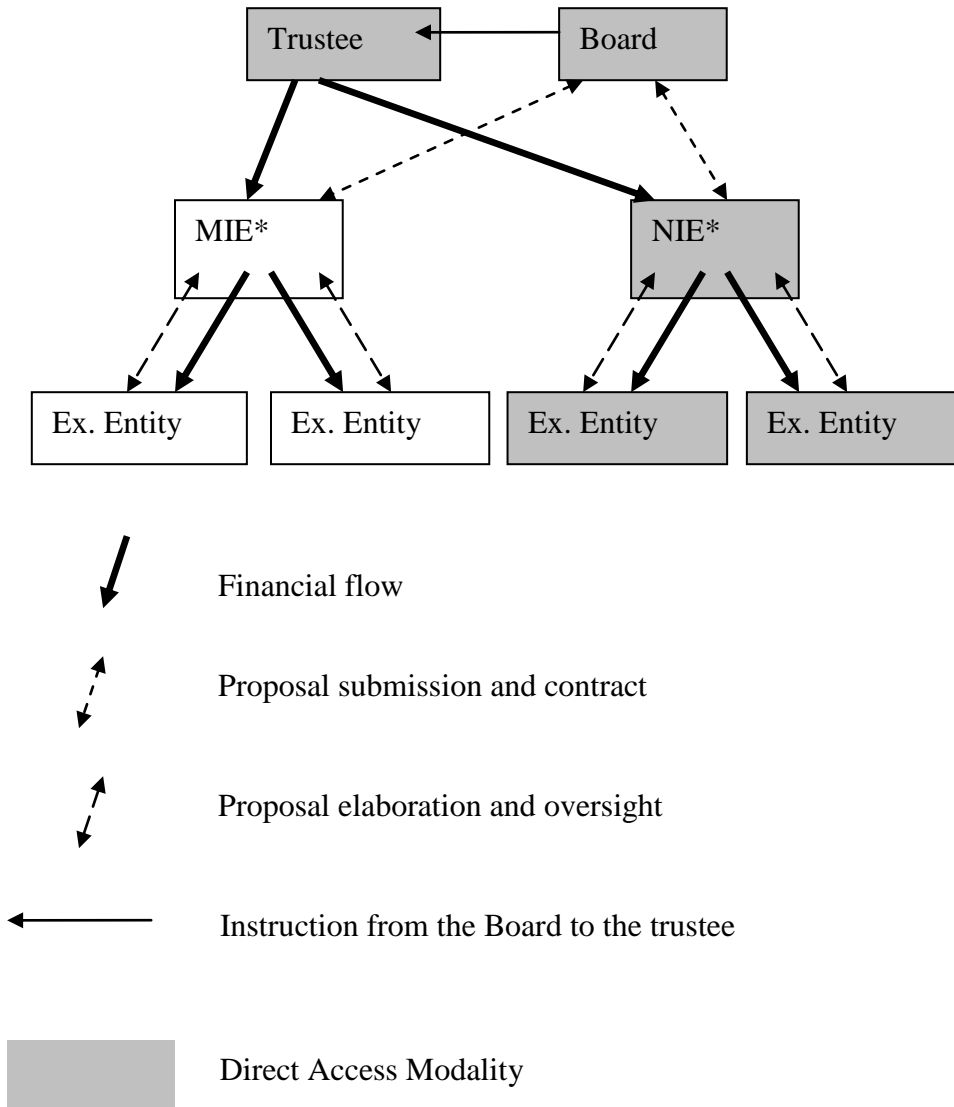 Trustee
Board
MIE*
NIE*
Ex. Entity
Ex. Entity
Ex. Entity
Ex. Entity
Financial flow
Proposal submission and contract
Proposal elaboration and oversight
Instruction from the Board to the trustee
Direct Access Modality